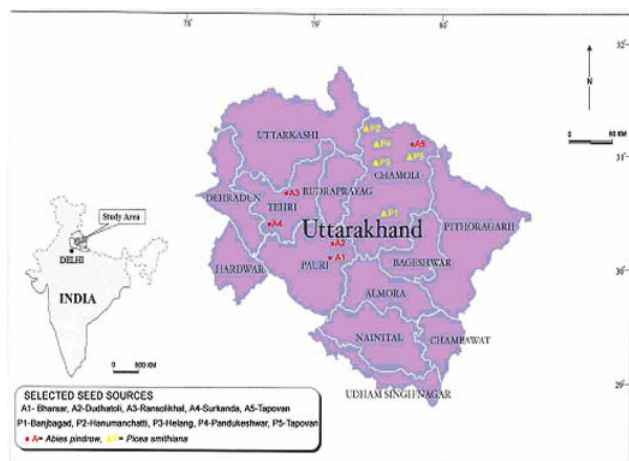 78° 79° 80°
32°
N
P2
UTTARKASHI
P4 A5
50 KM
P3 P5
31°
CHAMOLI
A3 RUDRAPRAYAG
DEHRADUN
TEHRI
Study Area
P1
A4
Uttarakhand
PITHORAGARH
DELHI
A2
HARDWAR
PAURI A1
BAGESHWAR
30°
INDIA
ALMORA
NAINITAL
CHAMPAWAT
500 KM
UDHAM SINGH NAGAR
29°
SELECTED SEED SOURCES
A1- Bharsar, A2-Dudhatoli, A3-Ransolikhal, A4-Surkanda, A5-Tapovan
P1-Banjbagad, P2-Hanumanchatti, P3-Helang, P4-Pandukeshwar, P5-Tapovan
A= Abies pindrow, P = Picea smithiana